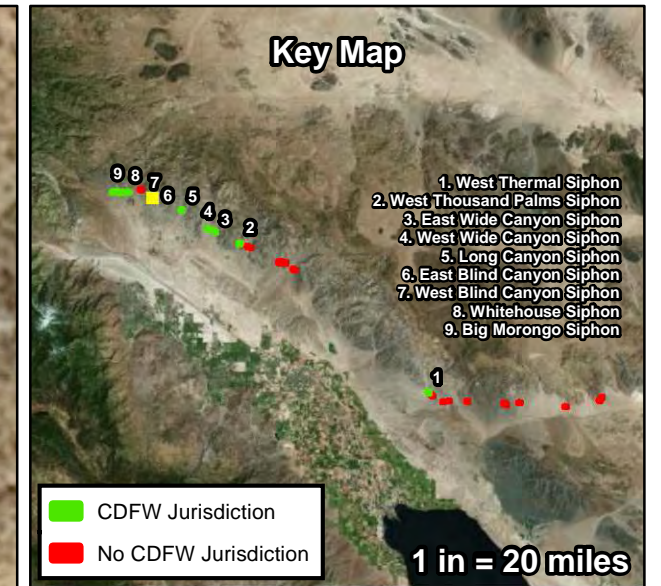 Key Map
9 8 7 6 5 4 3 2
1. West Thermal Siphon
2. West Thousand Palms Siphon
3. East Wide Canyon Siphon
4. West Wide Canyon Siphon
5. Long Canyon Siphon
6. East Blind Canyon Siphon
7. West Blind Canyon Siphon
8. Whitehouse Siphon
9. Big Morongo Siphon
1
CDFW Jurisdiction
No CDFW Jurisdiction
1 in = 20 miles